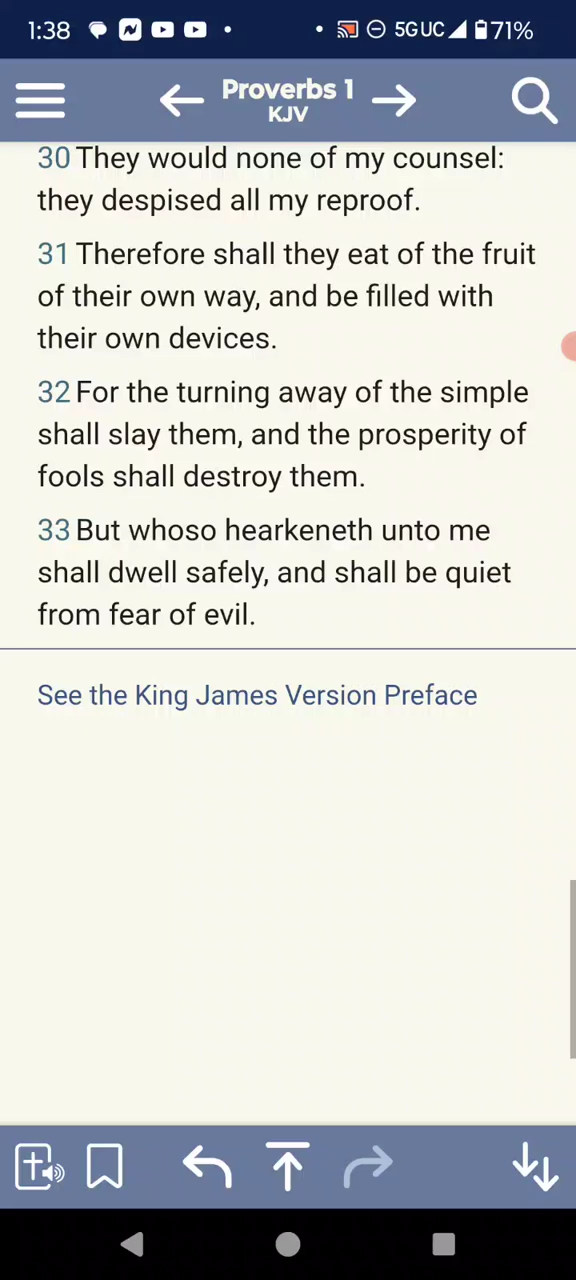 1:38
5G UC
71%
Proverbs 1
KJV
30 They would none of my counsel:
they despised all my reproof.
31 Therefore shall they eat of the fruit
of their own way, and be filled with
their own devices.
32 For the turning away of the simple
shall slay them, and the prosperity of
fools shall destroy them.
33 But whoso hearkeneth unto me
shall dwell safely, and shall be quiet
from fear of evil.
See the King James Version Preface